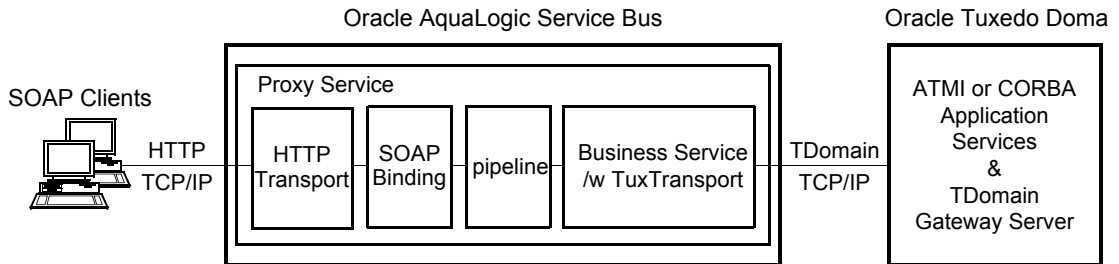 Oracle AquaLogic Service Bus
Oracle Tuxedo Doma
Proxy Service
SOAP Clients
HTTP
TCP/IP
HTTP
Transport
SOAP
Binding
pipeline
Business Service
/w TuxTransport
TDomain
TCP/IP
ATMI or CORBA
Application
Services
&
TDomain
Gateway Server